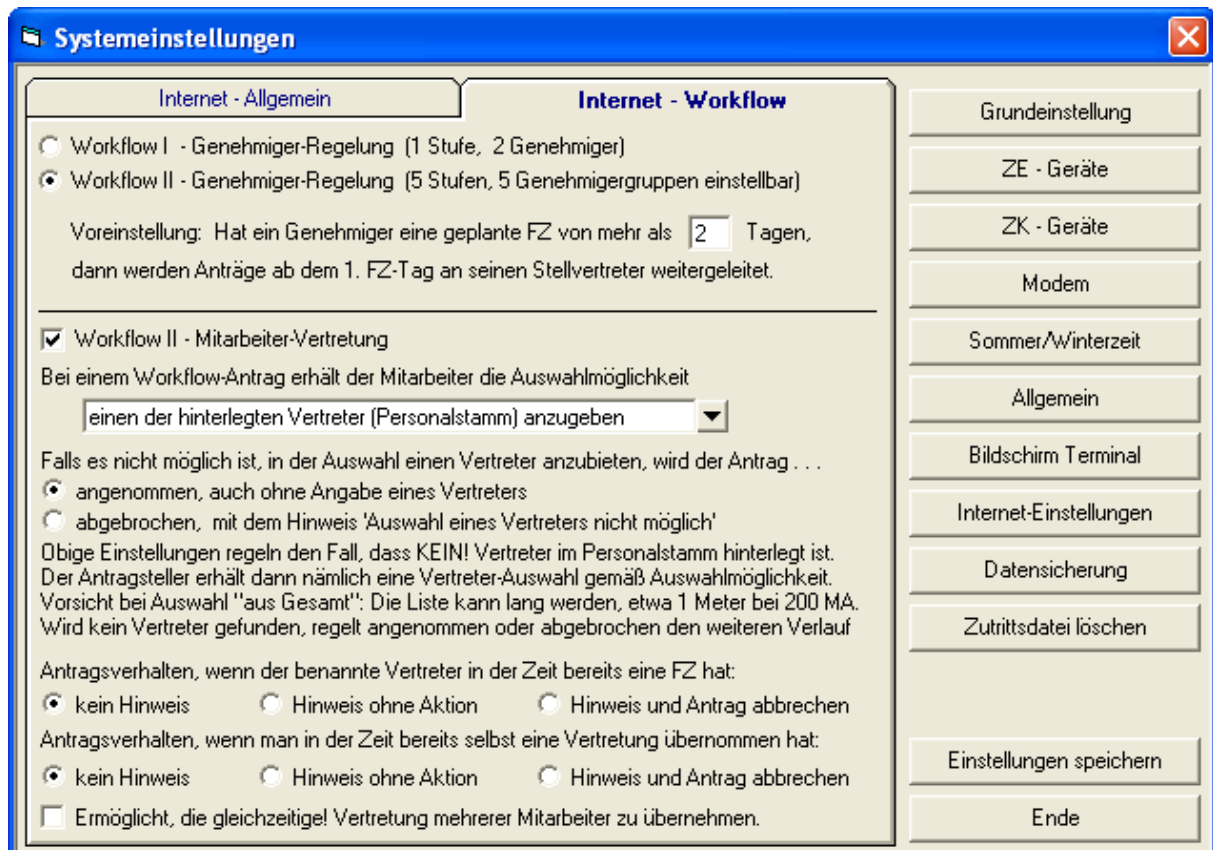 Systemeinstellungen
Internet - Allgemein
Internet - Workflow
Workflow I - Genehmiger-Regelung (1 Stufe, 2 Genehmiger)
Workflow II - Genehmiger-Regelung (5 Stufen, 5 Genehmigergruppen einstellbar)
Voreinstellung: Hat ein Genehmiger eine geplante FZ von mehr als 2 Tagen,
dann werden Anträge ab dem 1. FZ-Tag an seinen Stellvertreter weitergeleitet.
Workflow II - Mitarbeiter-Vertretung
Bei einem Workflow-Antrag erhält der Mitarbeiter die Auswahlmöglichkeit
einen der hinterlegten Vertreter (Personalstamm) anzugeben
Falls es nicht möglich ist, in der Auswahl einen Vertreter anzubieten, wird der Antrag . . .
angenommen, auch ohne Angabe eines Vertreters
abgebrochen, mit dem Hinweis 'Auswahl eines Vertreters nicht möglich'
Obige Einstellungen regeln den Fall, dass KEIN! Vertreter im Personalstamm hinterlegt ist.
Der Antragsteller erhält dann nämlich eine Vertreter-Auswahl gemäß Auswahlmöglichkeit.
Vorsicht bei Auswahl "aus Gesamt": Die Liste kann lang werden, etwa 1 Meter bei 200 MA.
Wird kein Vertreter gefunden, regelt angenommen oder abgebrochen den weiteren Verlauf
Antragsverhalten, wenn der benannte Vertreter in der Zeit bereits eine FZ hat:
kein Hinweis Hinweis ohne Aktion Hinweis und Antrag abbrechen
Antragsverhalten, wenn man in der Zeit bereits selbst eine Vertretung übernommen hat:
kein Hinweis Hinweis ohne Aktion Hinweis und Antrag abbrechen
Ermöglicht, die gleichzeitige! Vertretung mehrerer Mitarbeiter zu übernehmen.
Grundeinstellung
ZE - Geräte
ZK - Geräte
Modem
Sommer/Winterzeit
Allgemein
Bildschirm Terminal
Internet-Einstellungen
Datensicherung
Zutrittsdatei löschen
Einstellungen speichern
Ende